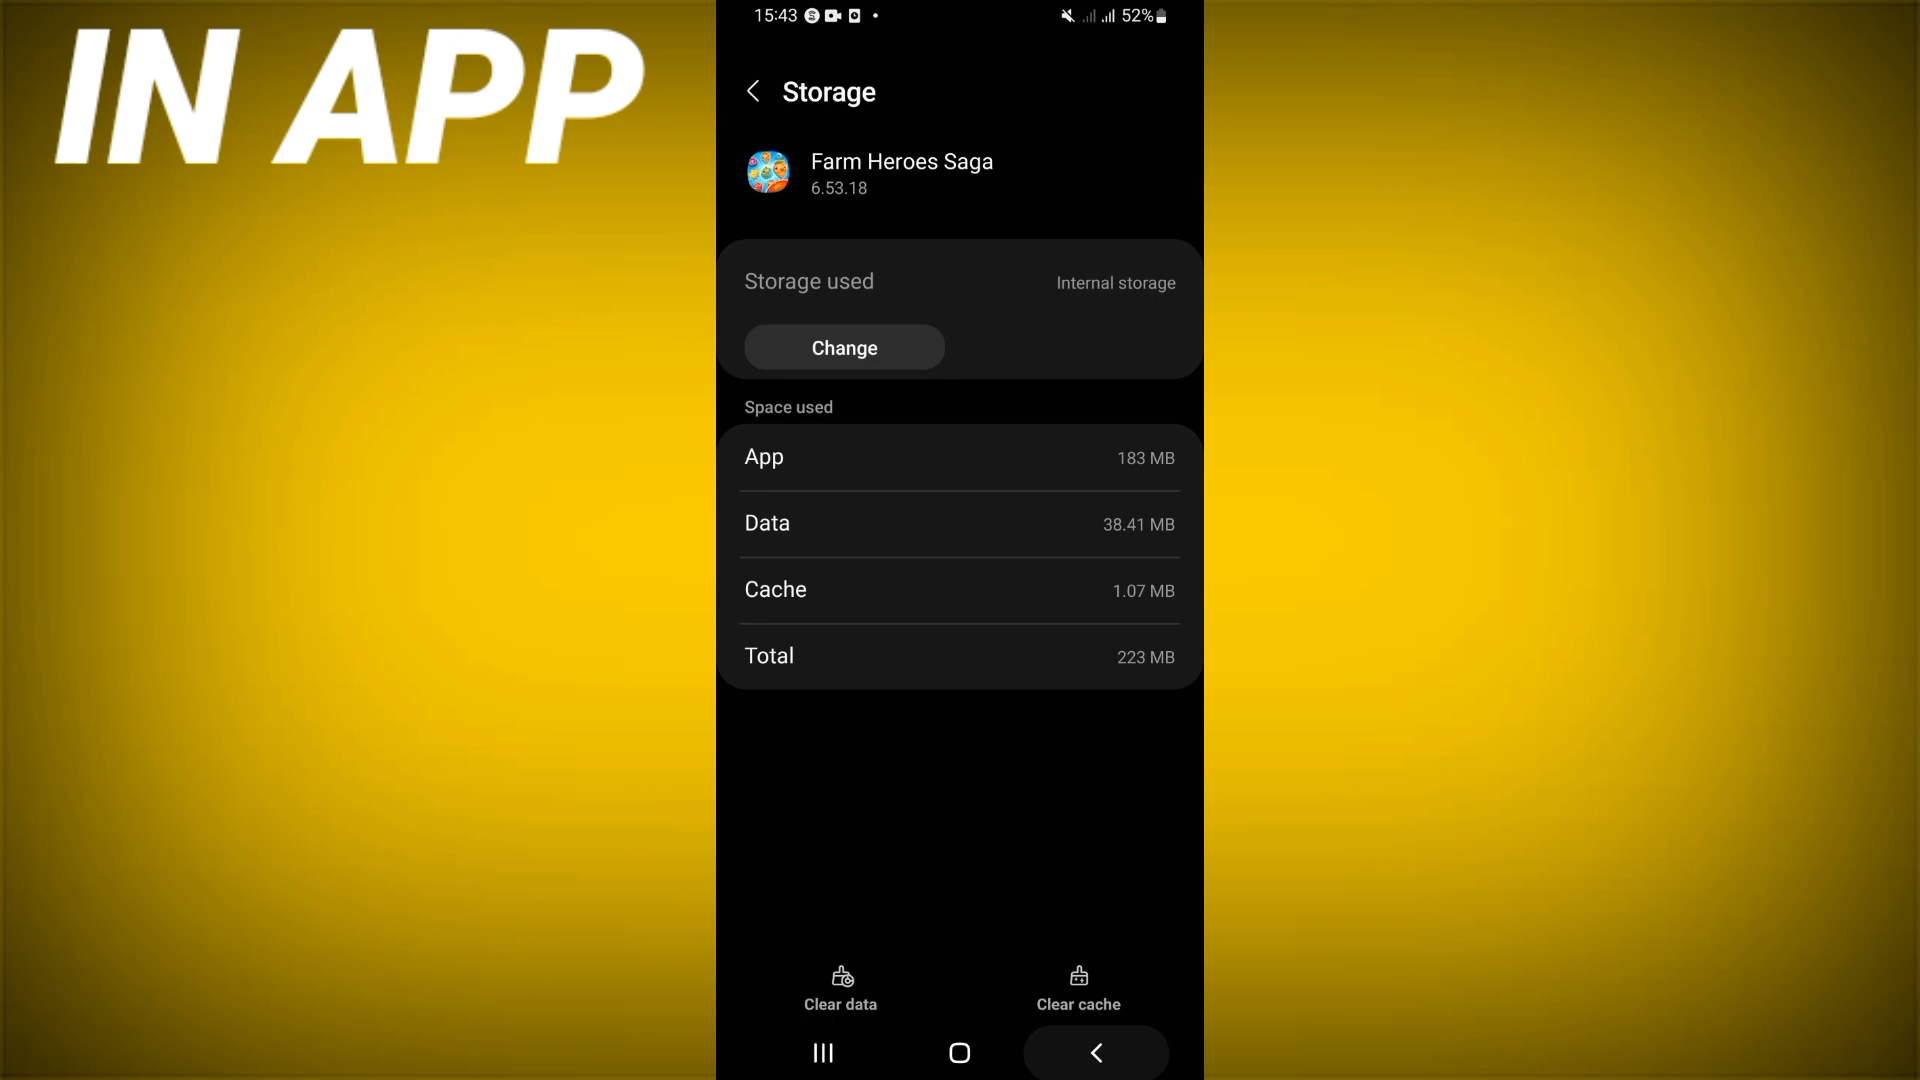 IN APP
15:43
52%
Storage
Farm Heroes Saga
6.53.18
Storage used
Internal storage
Change
Space used
App
183 MB
Data
38.41 MB
Cache
1.07 MB
Total
223 MB
Clear data
Clear cache